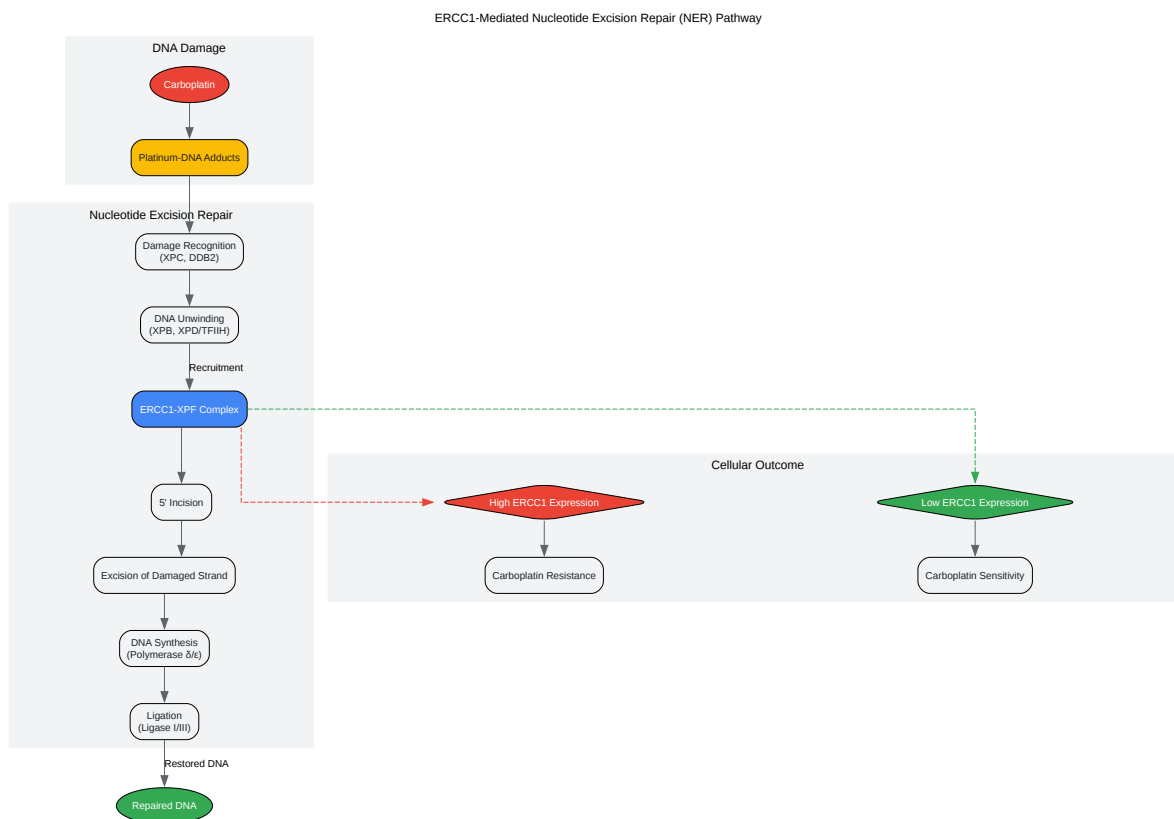 ERCC1-Mediated Nucleotide Excision Repair (NER) Pathway
DNA Damage
Carboplatin
Platinum-DNA Adducts
Nucleotide Excision Repair
Damage Recognition
(XPC, DDB2)
DNA Unwinding
(XPB, XPD/TFIIH)
Recruitment
ERCC1-XPF Complex
5' Incision
Excision of Damaged Strand
DNA Synthesis
(Polymerase δ/ε)
Ligation
(Ligase I/III)
Restored DNA
Repaired DNA
Cellular Outcome
High ERCC1 Expression
Low ERCC1 Expression
Carboplatin Resistance
Carboplatin Sensitivity